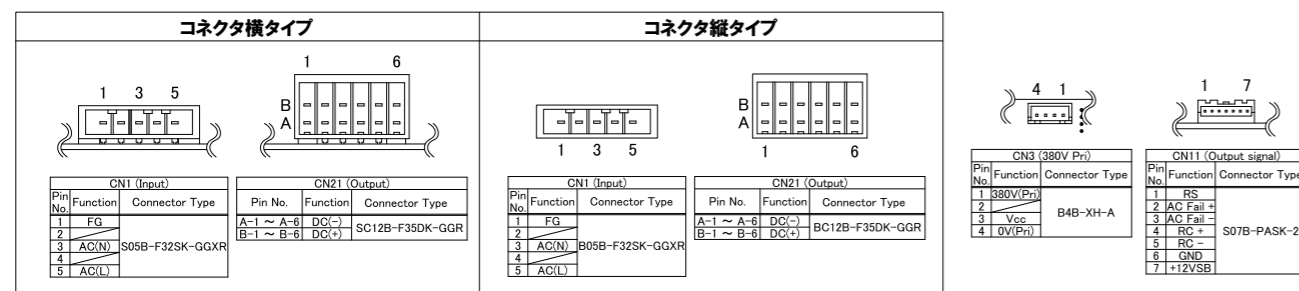 コネクタ横タイプ
1 3 5
1 6
B
A
CN1 (Input)
Pin No. Function Connector Type
1 FG
2
3 AC(N) S05B-F32SK-GGXR
4
5 AC(L)
CN21 (Output)
Pin No. Function Connector Type
A-1 ～ A-6 DC(-) SC12B-F35DK-GGR
B-1 ～ B-6 DC(+)
コネクタ縦タイプ
1 3 5
B
A
1 6
CN1 (Input)
Pin No. Function Connector Type
1 FG
2
3 AC(N) B05B-F32SK-GGXR
4
5 AC(L)
CN21 (Output)
Pin No. Function Connector Type
A-1 ～ A-6 DC(-) BC12B-F35DK-GGR
B-1 ～ B-6 DC(+)
4 1
CN3 (380V Pri)
Pin No. Function Connector Type
1 380V(Pri)
2 B4B-XH-A
3 Vcc
4 0V(Pri)
1 7
CN11 (Output signal)
Pin No. Function Connector Type
1 RS
2 AC Fail +
3 AC Fail -
4 RC + S07B-PASK-2
5 RC -
6 GND
7 +12VSB